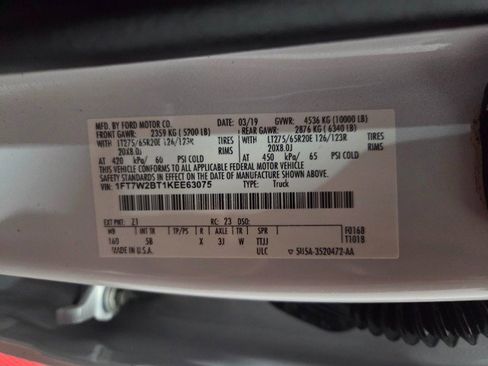 MFD. BY FORD MOTOR CO. DATE: 03/19 GVWR: 4536 KG (10000 LB)
FRONT GAWR: 2359 KG (5200 LB) REAR GAWR: 2876 KG (6340 LB)
WITH LT275/65R20E 126/123R TIRES WITH LT275/65R20E 126/123R TIRES
20X8.0J RIMS 20X8.0J RIMS
AT 420 kPa/ 60 PSI COLD AT 450 kPa/ 65 PSI COLD
THIS VEHICLE CONFORMS TO ALL APPLICABLE FEDERAL MOTOR VEHICLE
SAFETY STANDARDS IN EFFECT ON THE DATE OF MANUFACTURE SHOWN ABOVE.
VIN: 1FT7W2BT1KEE63075 TYPE: Truck
EXT PNT: Z1 RC: 23 DSO: F0168
WB INT TR TP/PS R AXLE TR SPR T1018
160 5B X 3J W TTJJ
MADE IN U.S.A. ULC 5U5A-3520472-AA